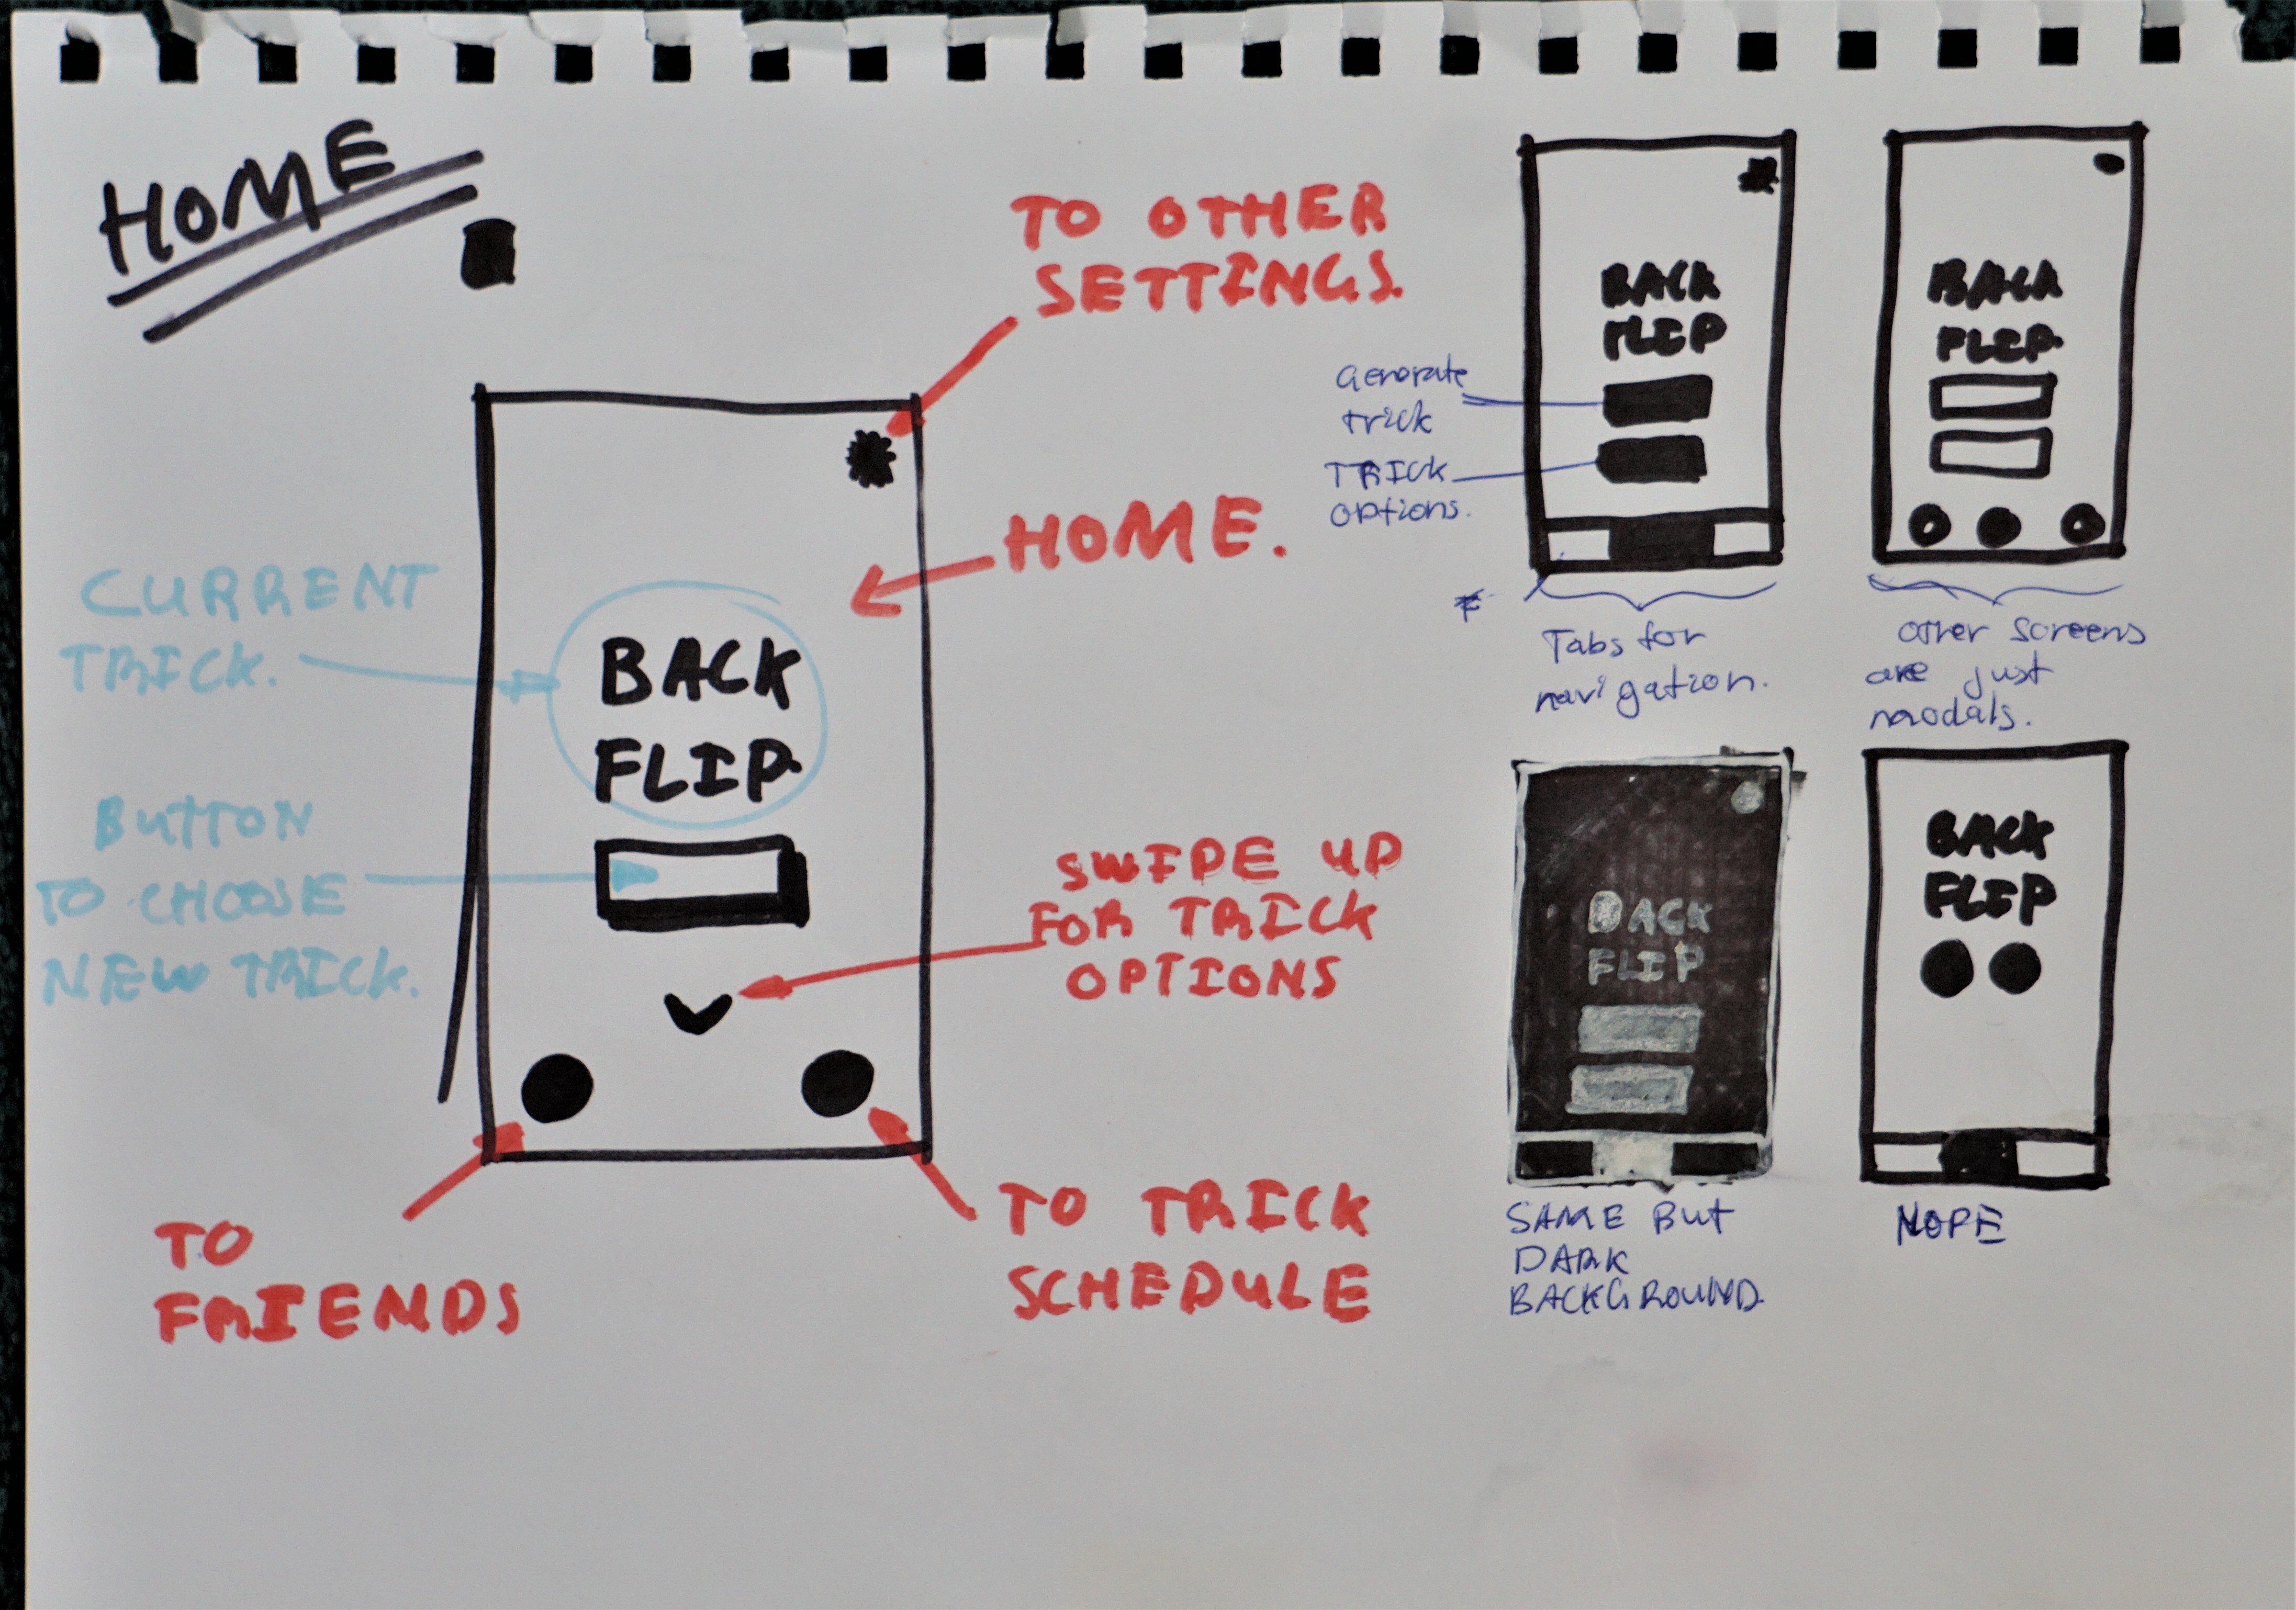 HOME
TO OTHER
SETTINGS.
HOME.
CURRENT
TRICK.
BACK
FLIP.
BUTTON
TO CHOOSE
NEW TRICK.
SWIPE UP
FOR TRICK
OPTIONS
TO
FRIENDS
TO TRICK
SCHEDULE
BACK
FLIP
Generate
trick
TRICK
options.
Tabs for
navigation.
BACK
FLIP.
other screens
are just
modals.
BACK
FLIP
SAME BUT
DARK
BACKGROUND.
BACK
FLIP
NOPE